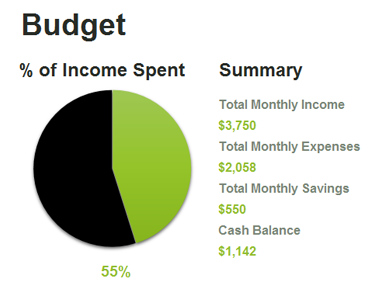 Budget
% of Income Spent
55%
Summary
Total Monthly Income
$3,750
Total Monthly Expenses
$2,058
Total Monthly Savings
$550
Cash Balance
$1,142